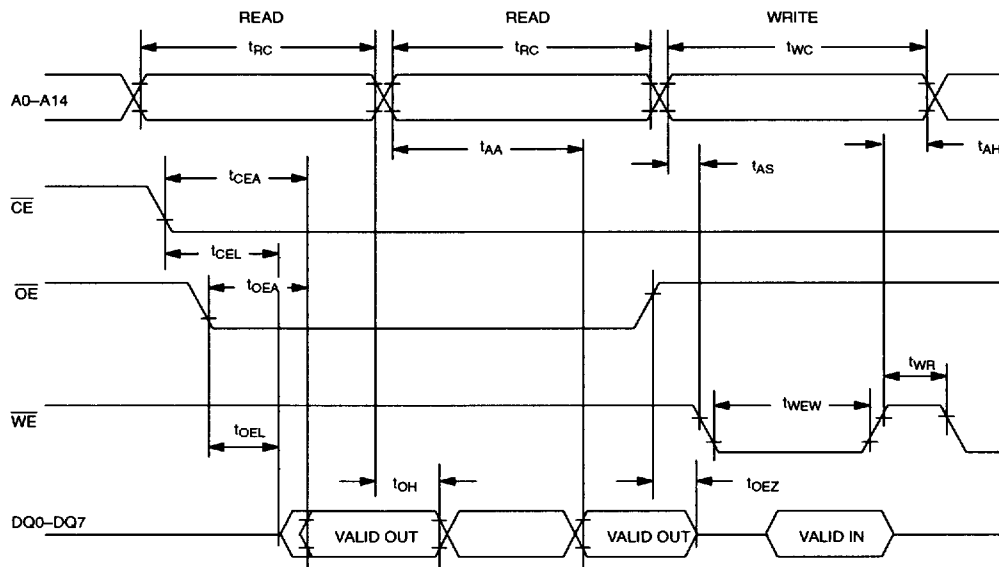 READ READ WRITE
tRC tRC tWC
A0–A14
tAA tAS tAH
tCEA
CE
tCEL
OE tOEA
tWR
WE tWEW
tOEL
tOH tOEZ
DQ0–DQ7 VALID OUT VALID OUT VALID IN